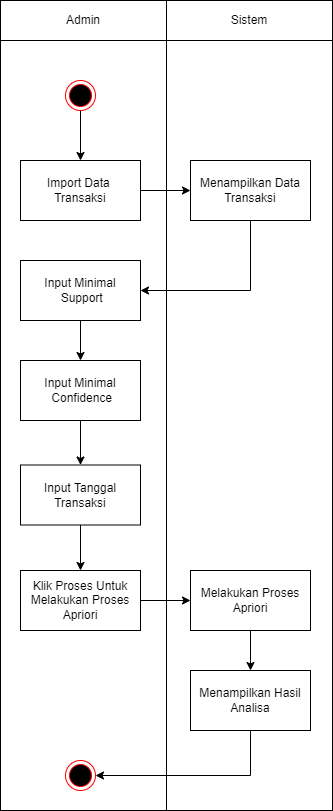 Admin
Sistem
Import Data
Transaksi
Menampilkan Data
Transaksi
Input Minimal
Support
Input Minimal
Confidence
Input Tanggal
Transaksi
Klik Proses Untuk
Melakukan Proses
Apriori
Melakukan Proses
Apriori
Menampilkan Hasil
Analisa